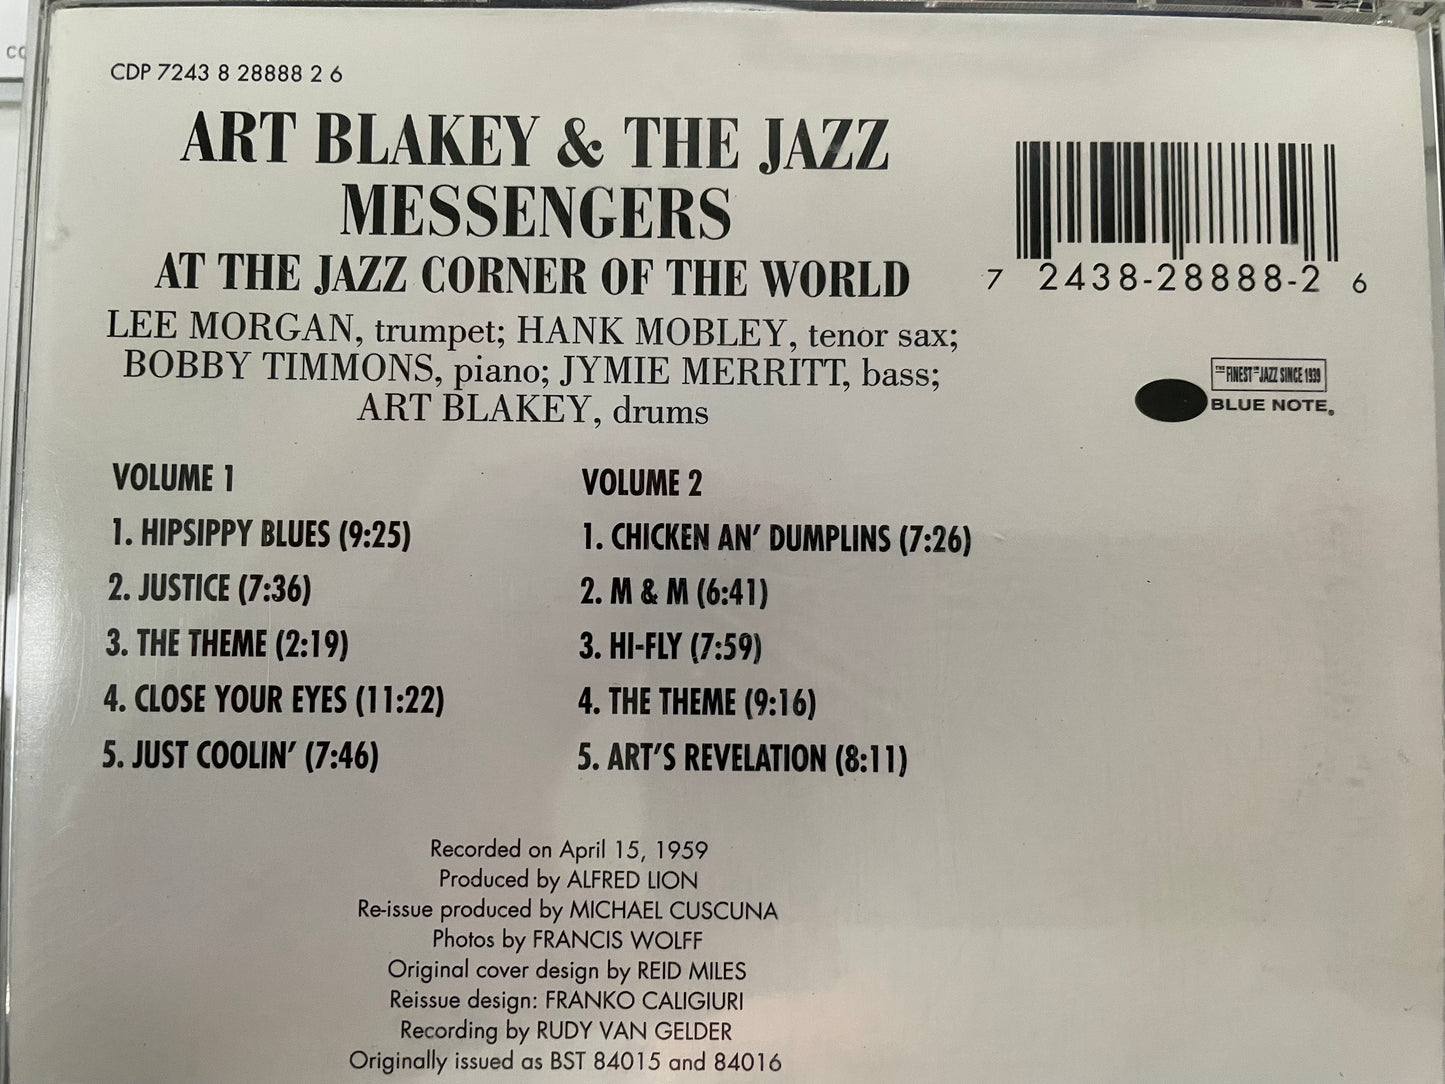 CDP 7243 8 28888 2 6
ART BLAKEY & THE JAZZ
MESSENGERS
AT THE JAZZ CORNER OF THE WORLD
LEE MORGAN, trumpet; HANK MOBLEY, tenor sax;
BOBBY TIMMONS, piano; JYMIE MERRITT, bass;
ART BLAKEY, drums
7 2438-28888-2 6
THE FINEST IN JAZZ SINCE 1939
BLUE NOTE®
VOLUME 1
1. HIPSIPPY BLUES (9:25)
2. JUSTICE (7:36)
3. THE THEME (2:19)
4. CLOSE YOUR EYES (11:22)
5. JUST COOLIN' (7:46)
VOLUME 2
1. CHICKEN AN' DUMPLINS (7:26)
2. M & M (6:41)
3. HI-FLY (7:59)
4. THE THEME (9:16)
5. ART'S REVELATION (8:11)
Recorded on April 15, 1959
Produced by ALFRED LION
Re-issue produced by MICHAEL CUSCUNA
Photos by FRANCIS WOLFF
Original cover design by REID MILES
Reissue design: FRANKO CALIGIURI
Recording by RUDY VAN GELDER
Originally issued as BST 84015 and 84016